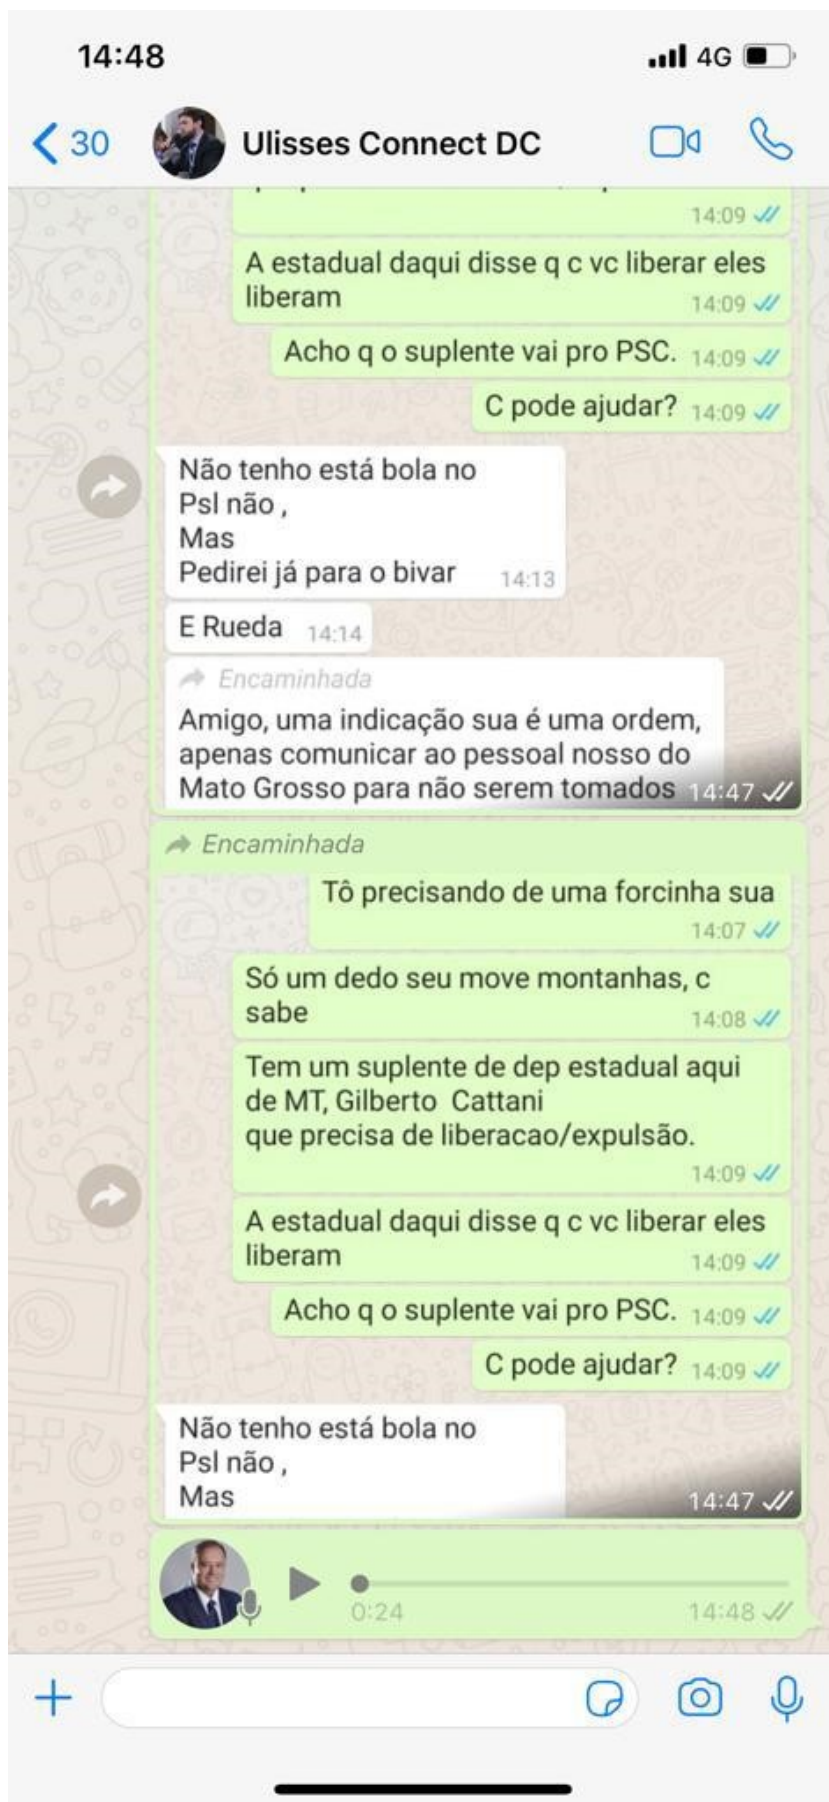 14:48
4G
30
Ulisses Connect DC
14:09
A estadual daqui disse q c vc liberar eles
liberam
14:09
Acho q o suplente vai pro PSC. 14:09
C pode ajudar? 14:09
Não tenho está bola no
Psl não ,
Mas
Pedirei já para o bivar 14:13
E Rueda 14:14
Encaminhada
Amigo, uma indicação sua é uma ordem,
apenas comunicar ao pessoal nosso do
Mato Grosso para não serem tomados 14:47
Encaminhada
Tô precisando de uma forcinha sua
14:07
Só um dedo seu move montanhas, c
sabe
14:08
Tem um suplente de dep estadual aqui
de MT, Gilberto Cattani
que precisa de liberacao/expulsão.
14:09
A estadual daqui disse q c vc liberar eles
liberam
14:09
Acho q o suplente vai pro PSC. 14:09
C pode ajudar? 14:09
Não tenho está bola no
Psl não ,
Mas
14:47
0:24
14:48